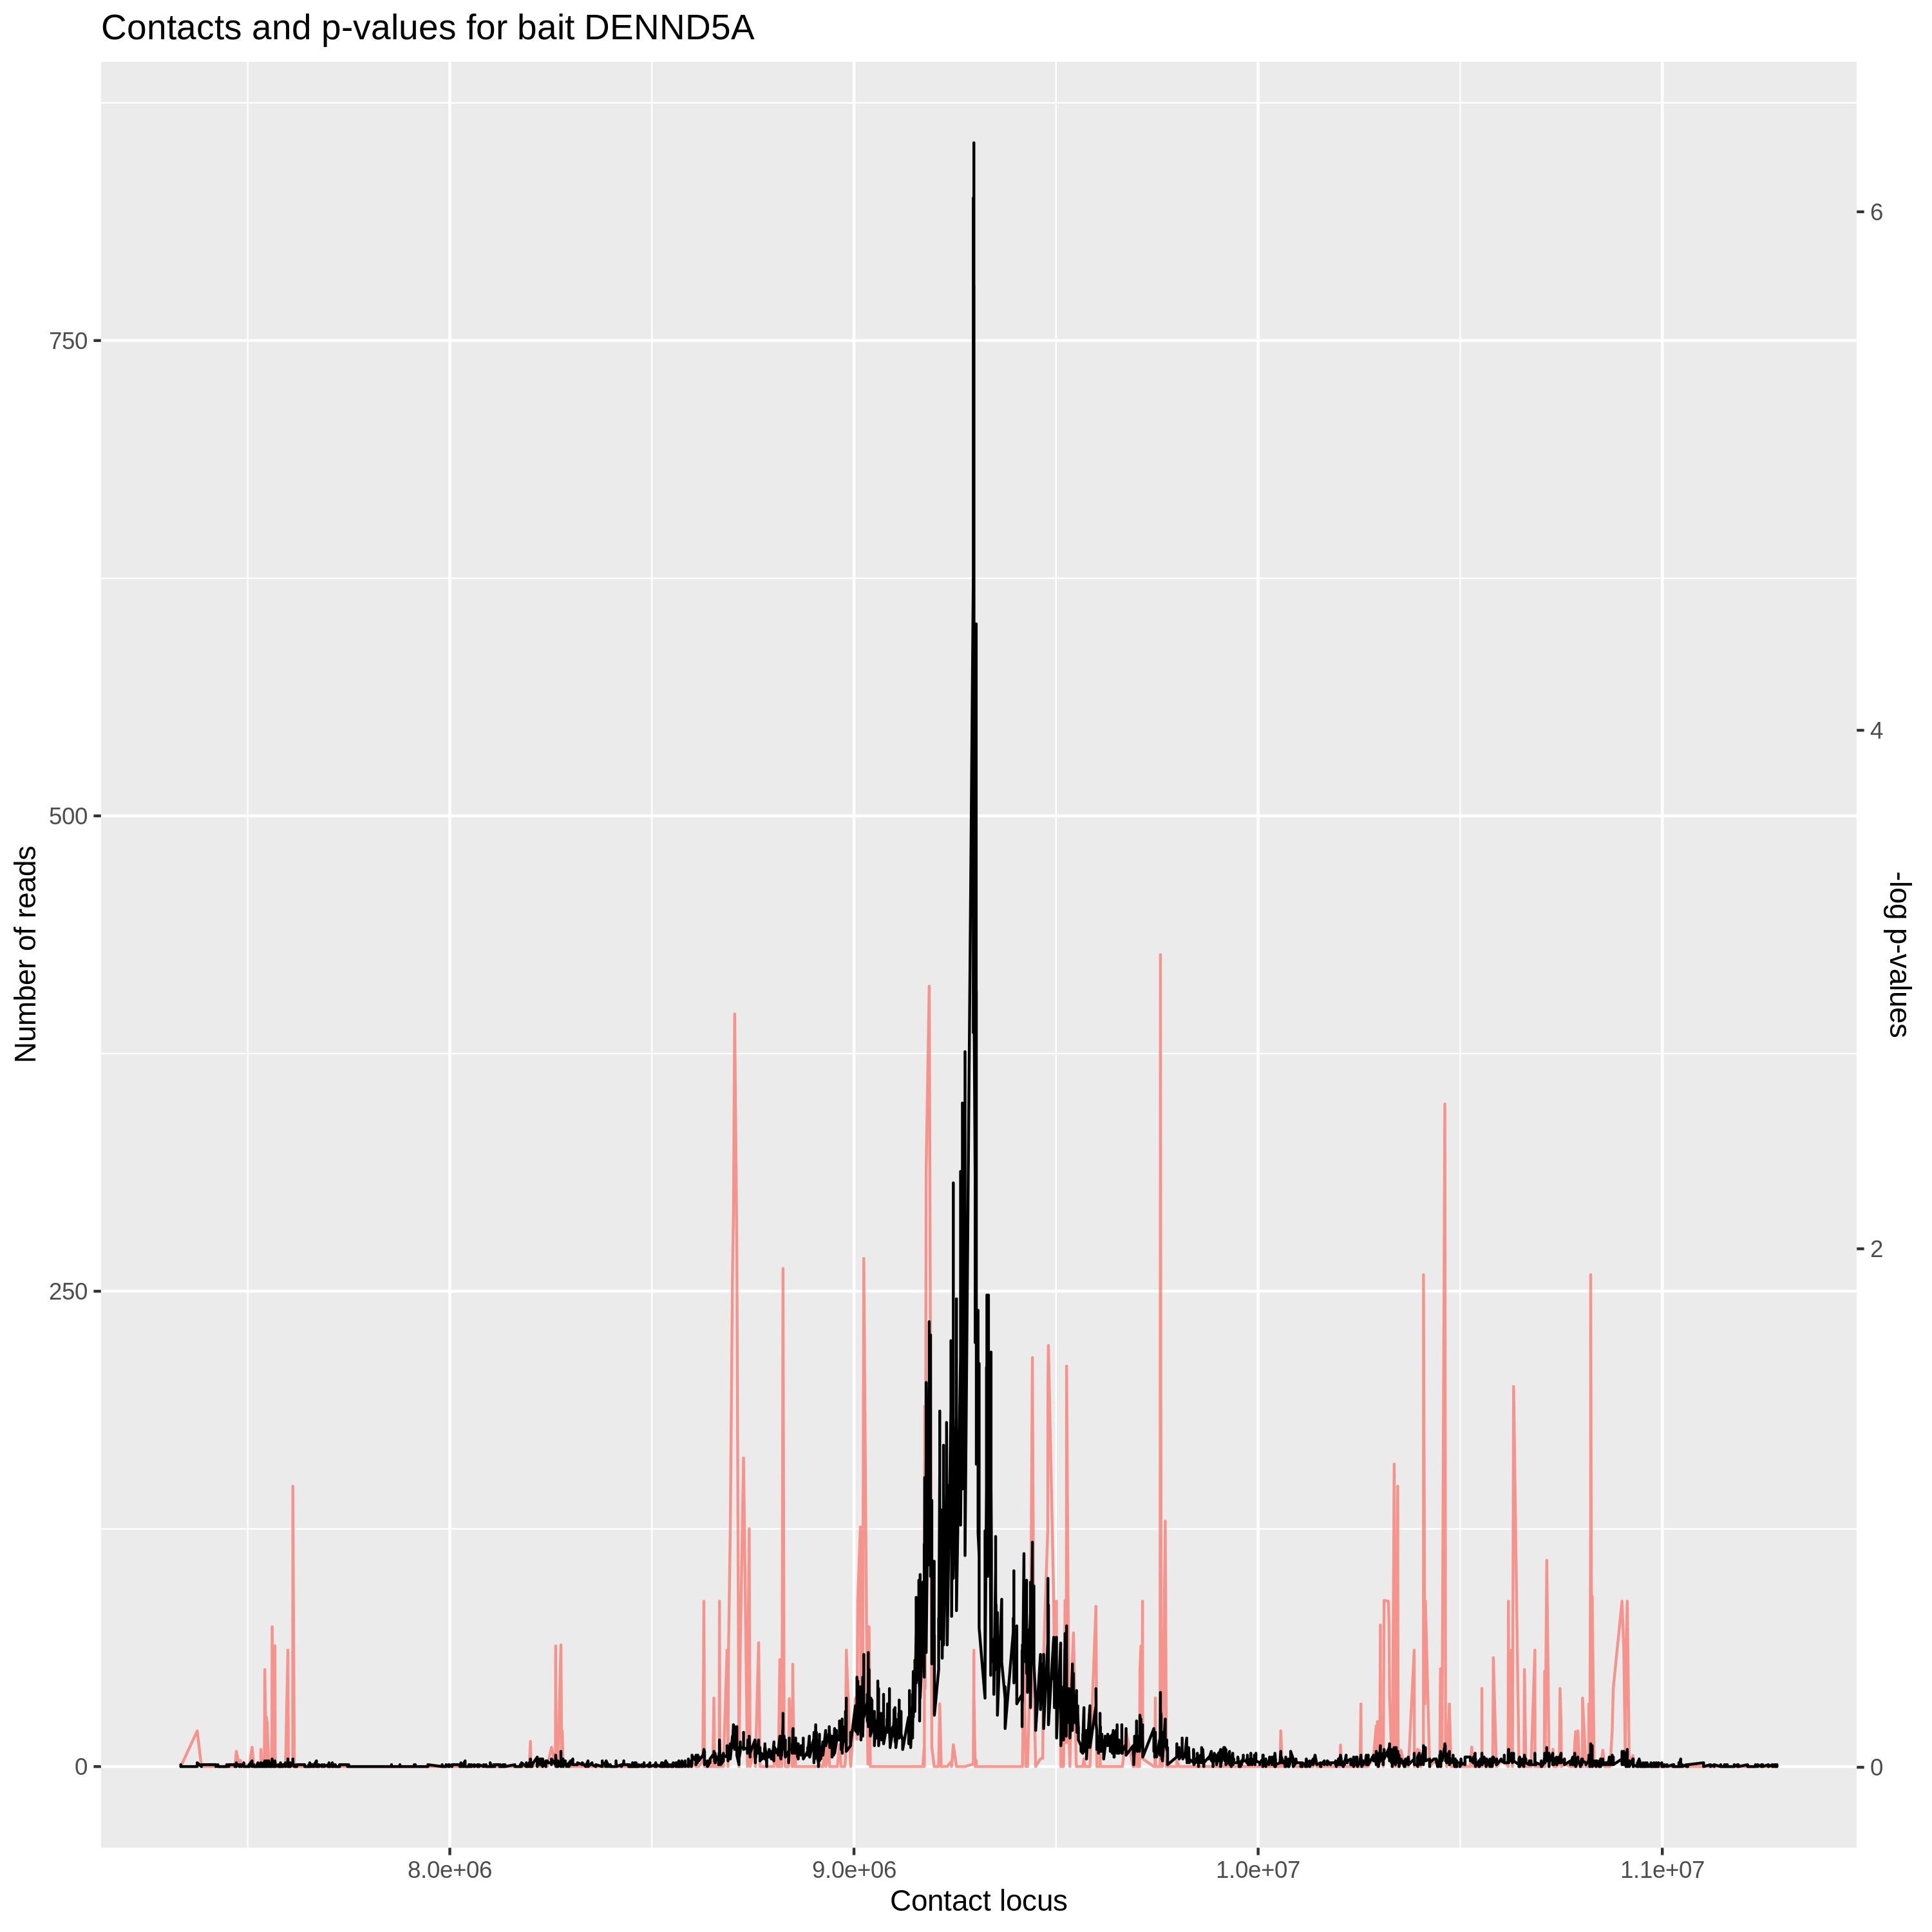 Contacts and p-values for bait DENND5A
Number of reads
750
500
250
0
6
4
2
0
-log p-values
8.0e+06 9.0e+06 1.0e+07 1.1e+07
Contact locus